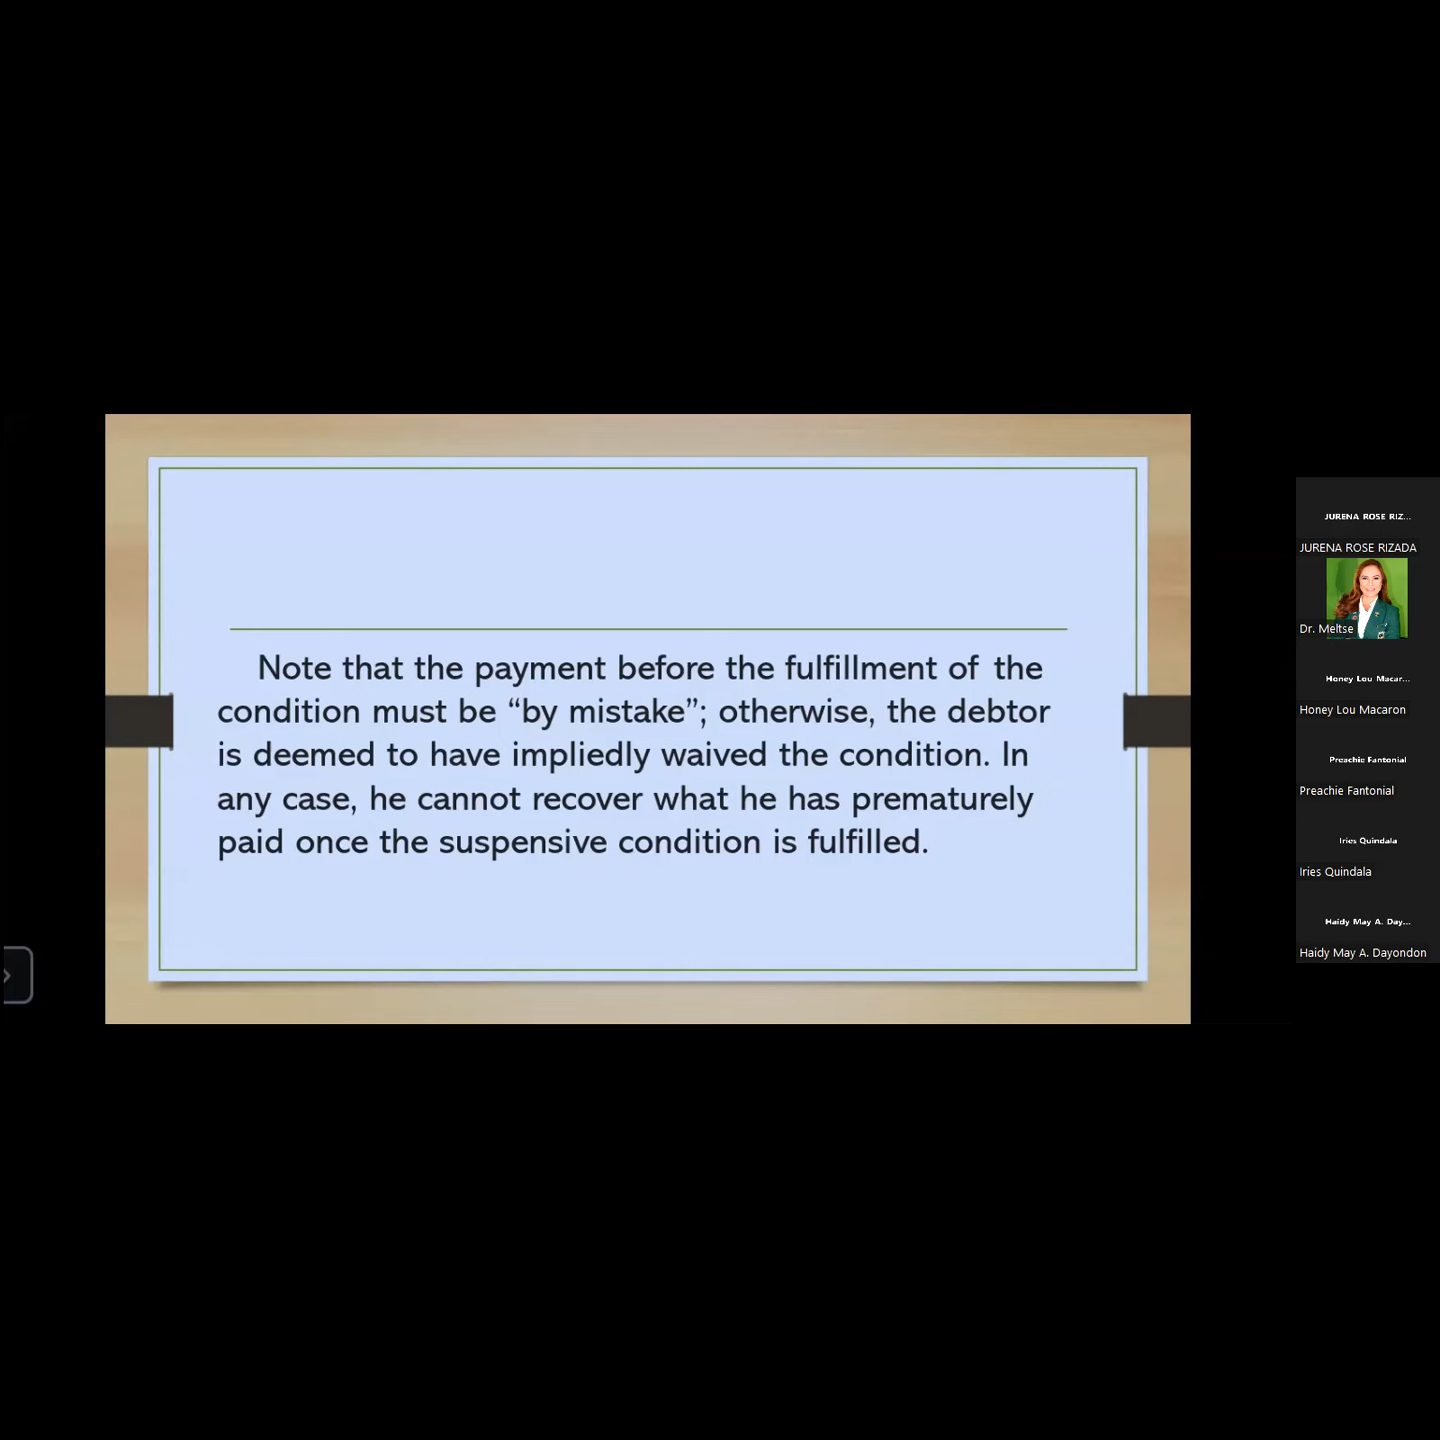 Note that the payment before the fulfillment of the
condition must be “by mistake”; otherwise, the debtor
is deemed to have impliedly waived the condition. In
any case, he cannot recover what he has prematurely
paid once the suspensive condition is fulfilled.
JURENA ROSE RIZ...
JURENA ROSE RIZADA
Dr. Meltse
Honey Lou Macar...
Honey Lou Macaron
Preachie Fantonial
Preachie Fantonial
Iries Quindala
Iries Quindala
Haidy May A. Day...
Haidy May A. Dayondon